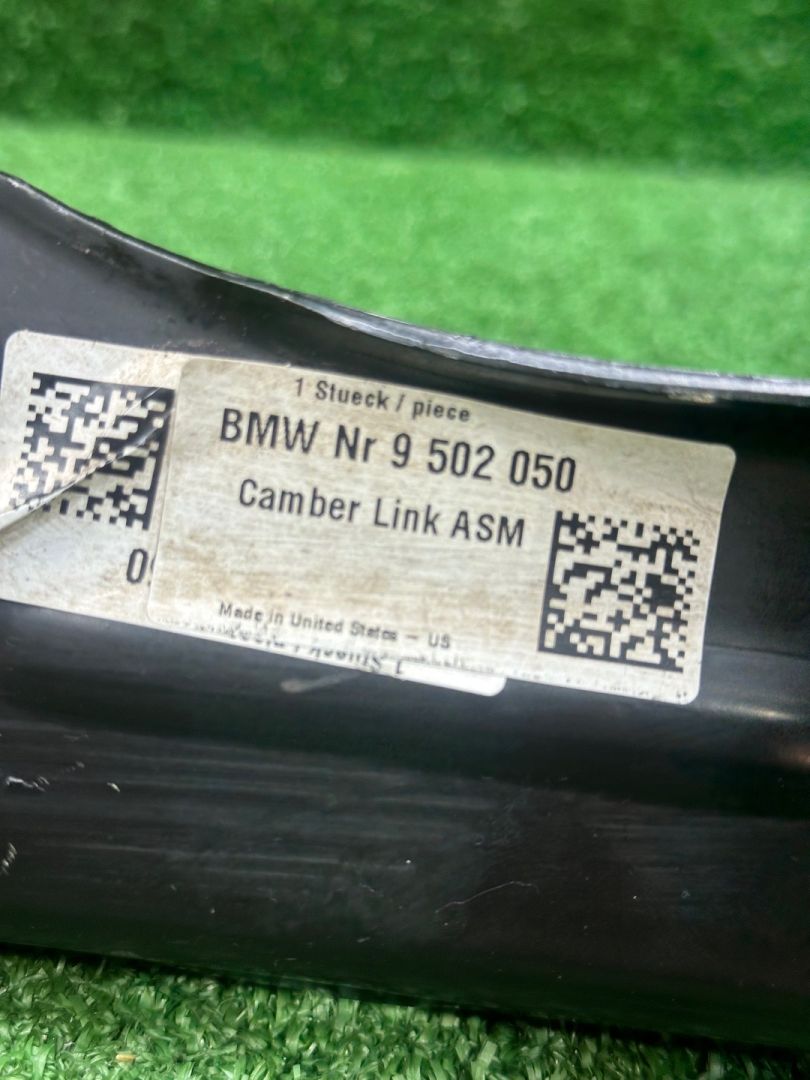 1 Stueck / piece
BMW Nr 9 502 050
Camber Link ASM
Made in United States – US